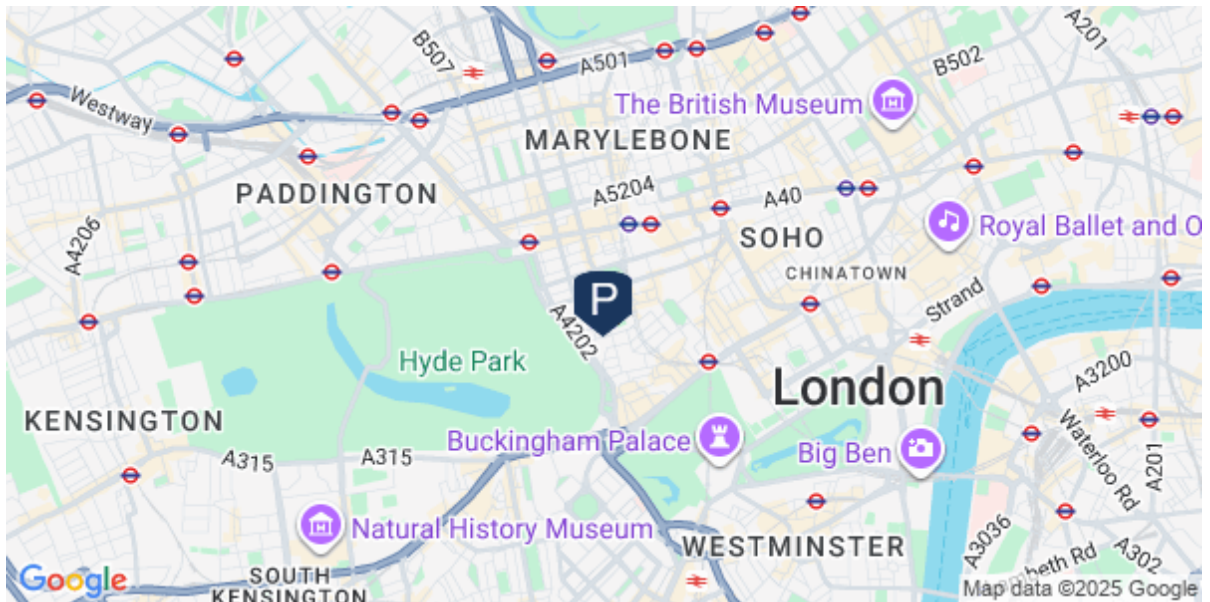 A40
A201
B507
B502
A501
Westway
The British Museum
MARYLEBONE
PADDINGTON
A5204
A40
A4206
SOHO
Royal Ballet and O
CHINATOWN
P
Strand
A4202
Hyde Park
A3200
London
KENSINGTON
Buckingham Palace
Big Ben
Waterloo Rd
A201
A315
A315
Natural History Museum
WESTMINSTER
A3036
A302
SOUTH
KENSINGTON
Google
Map data ©2025 Google